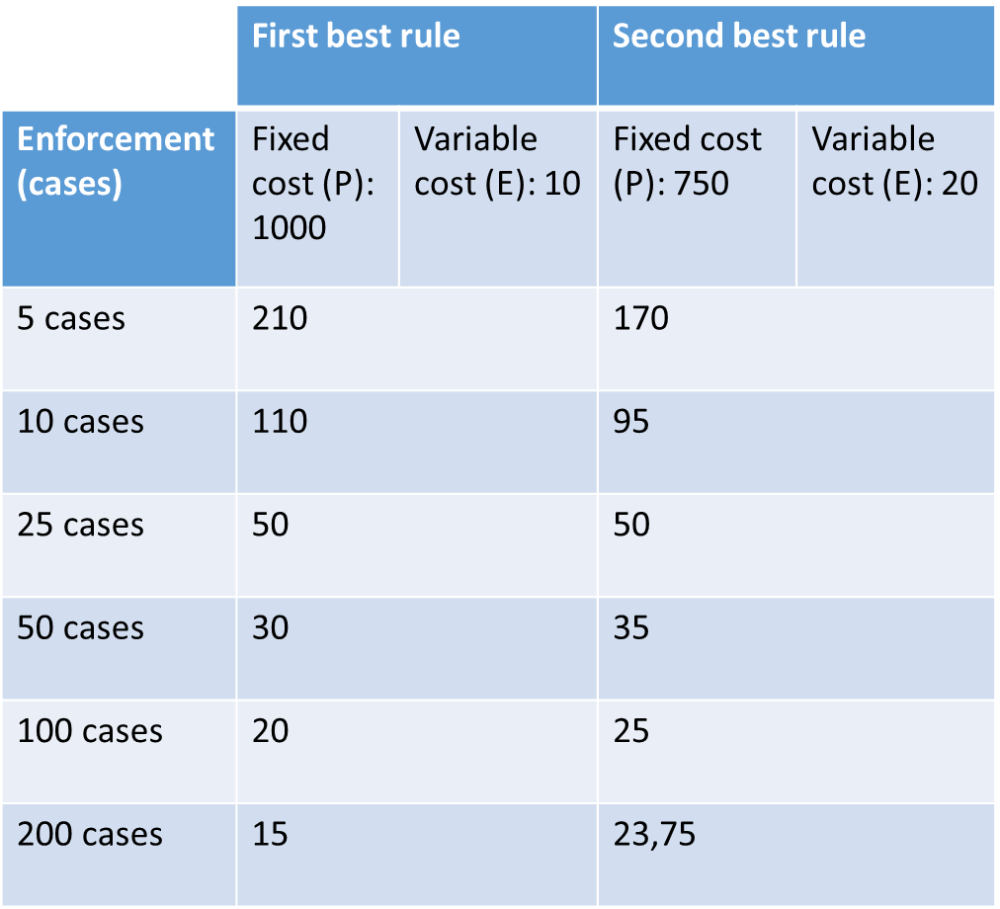 First best rule
Second best rule
Enforcement
(cases)
Fixed
cost (P):
1000
Variable
cost (E): 10
Fixed cost
(P): 750
Variable
cost (E): 20
5 cases
210
170
10 cases
110
95
25 cases
50
50
50 cases
30
35
100 cases
20
25
200 cases
15
23,75